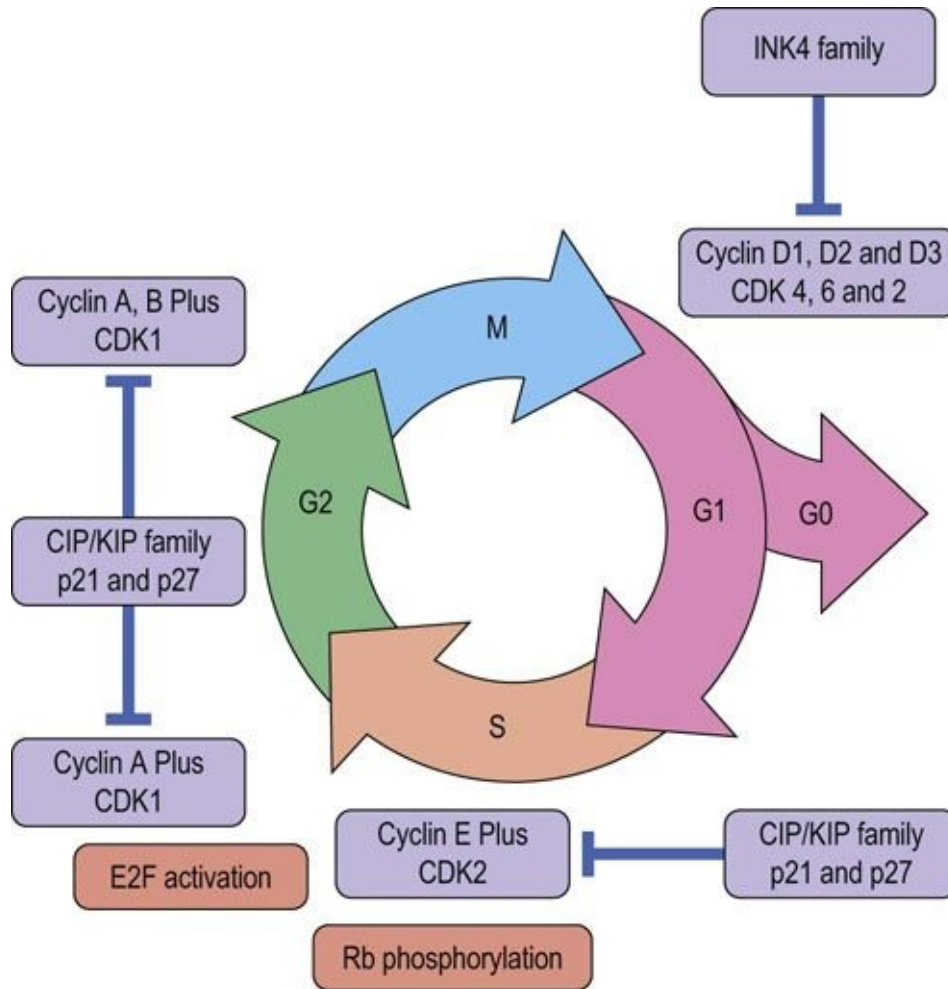 INK4 family
Cyclin D1, D2 and D3
CDK 4, 6 and 2
Cyclin A, B Plus
CDK1
M
G2
G1
G0
CIP/KIP family
p21 and p27
S
Cyclin A Plus
CDK1
Cyclin E Plus
CDK2
CIP/KIP family
p21 and p27
E2F activation
Rb phosphorylation